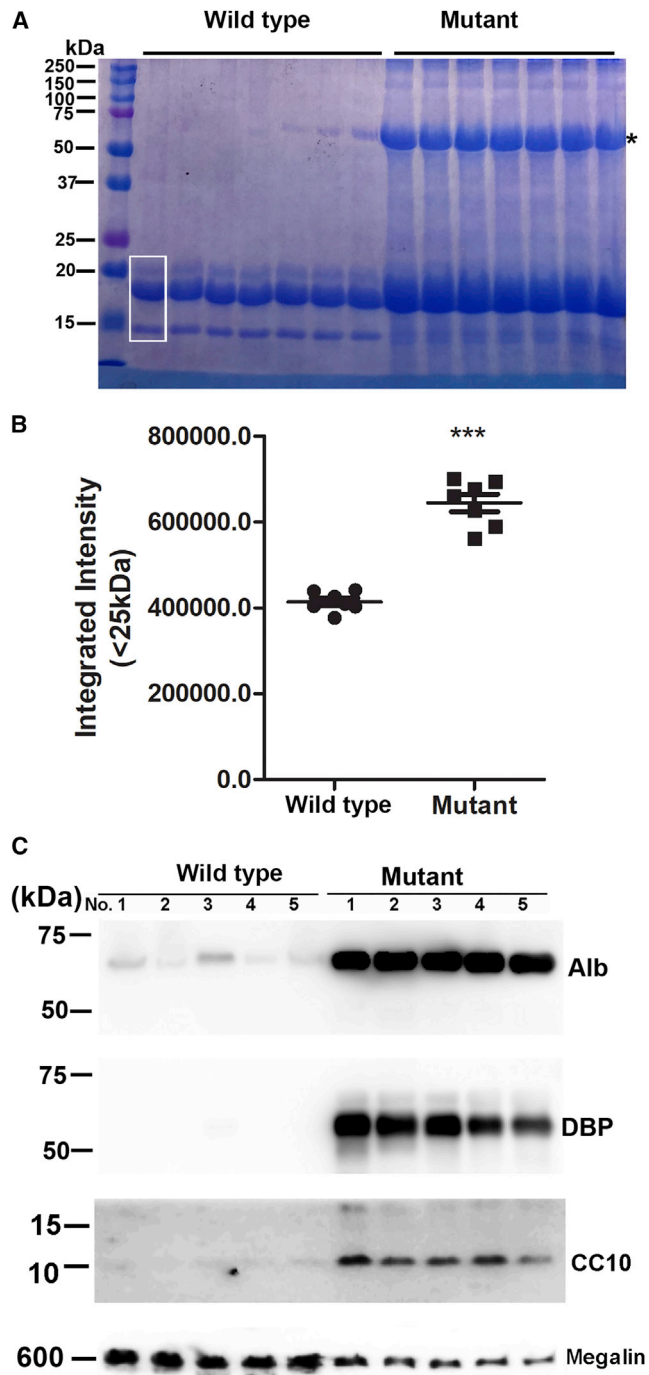 A
Wild type Mutant
kDa
250
150
100
75
50
*
37
25
20
15
B
800000.0
***
600000.0
400000.0
200000.0
0.0
Integrated Intensity
(<25kDa)
Wild type Mutant
C
Wild type Mutant
(kDa) No. 1 2 3 4 5 1 2 3 4 5
75
Alb
50
75
DBP
50
15
CC10
10
600 Megalin